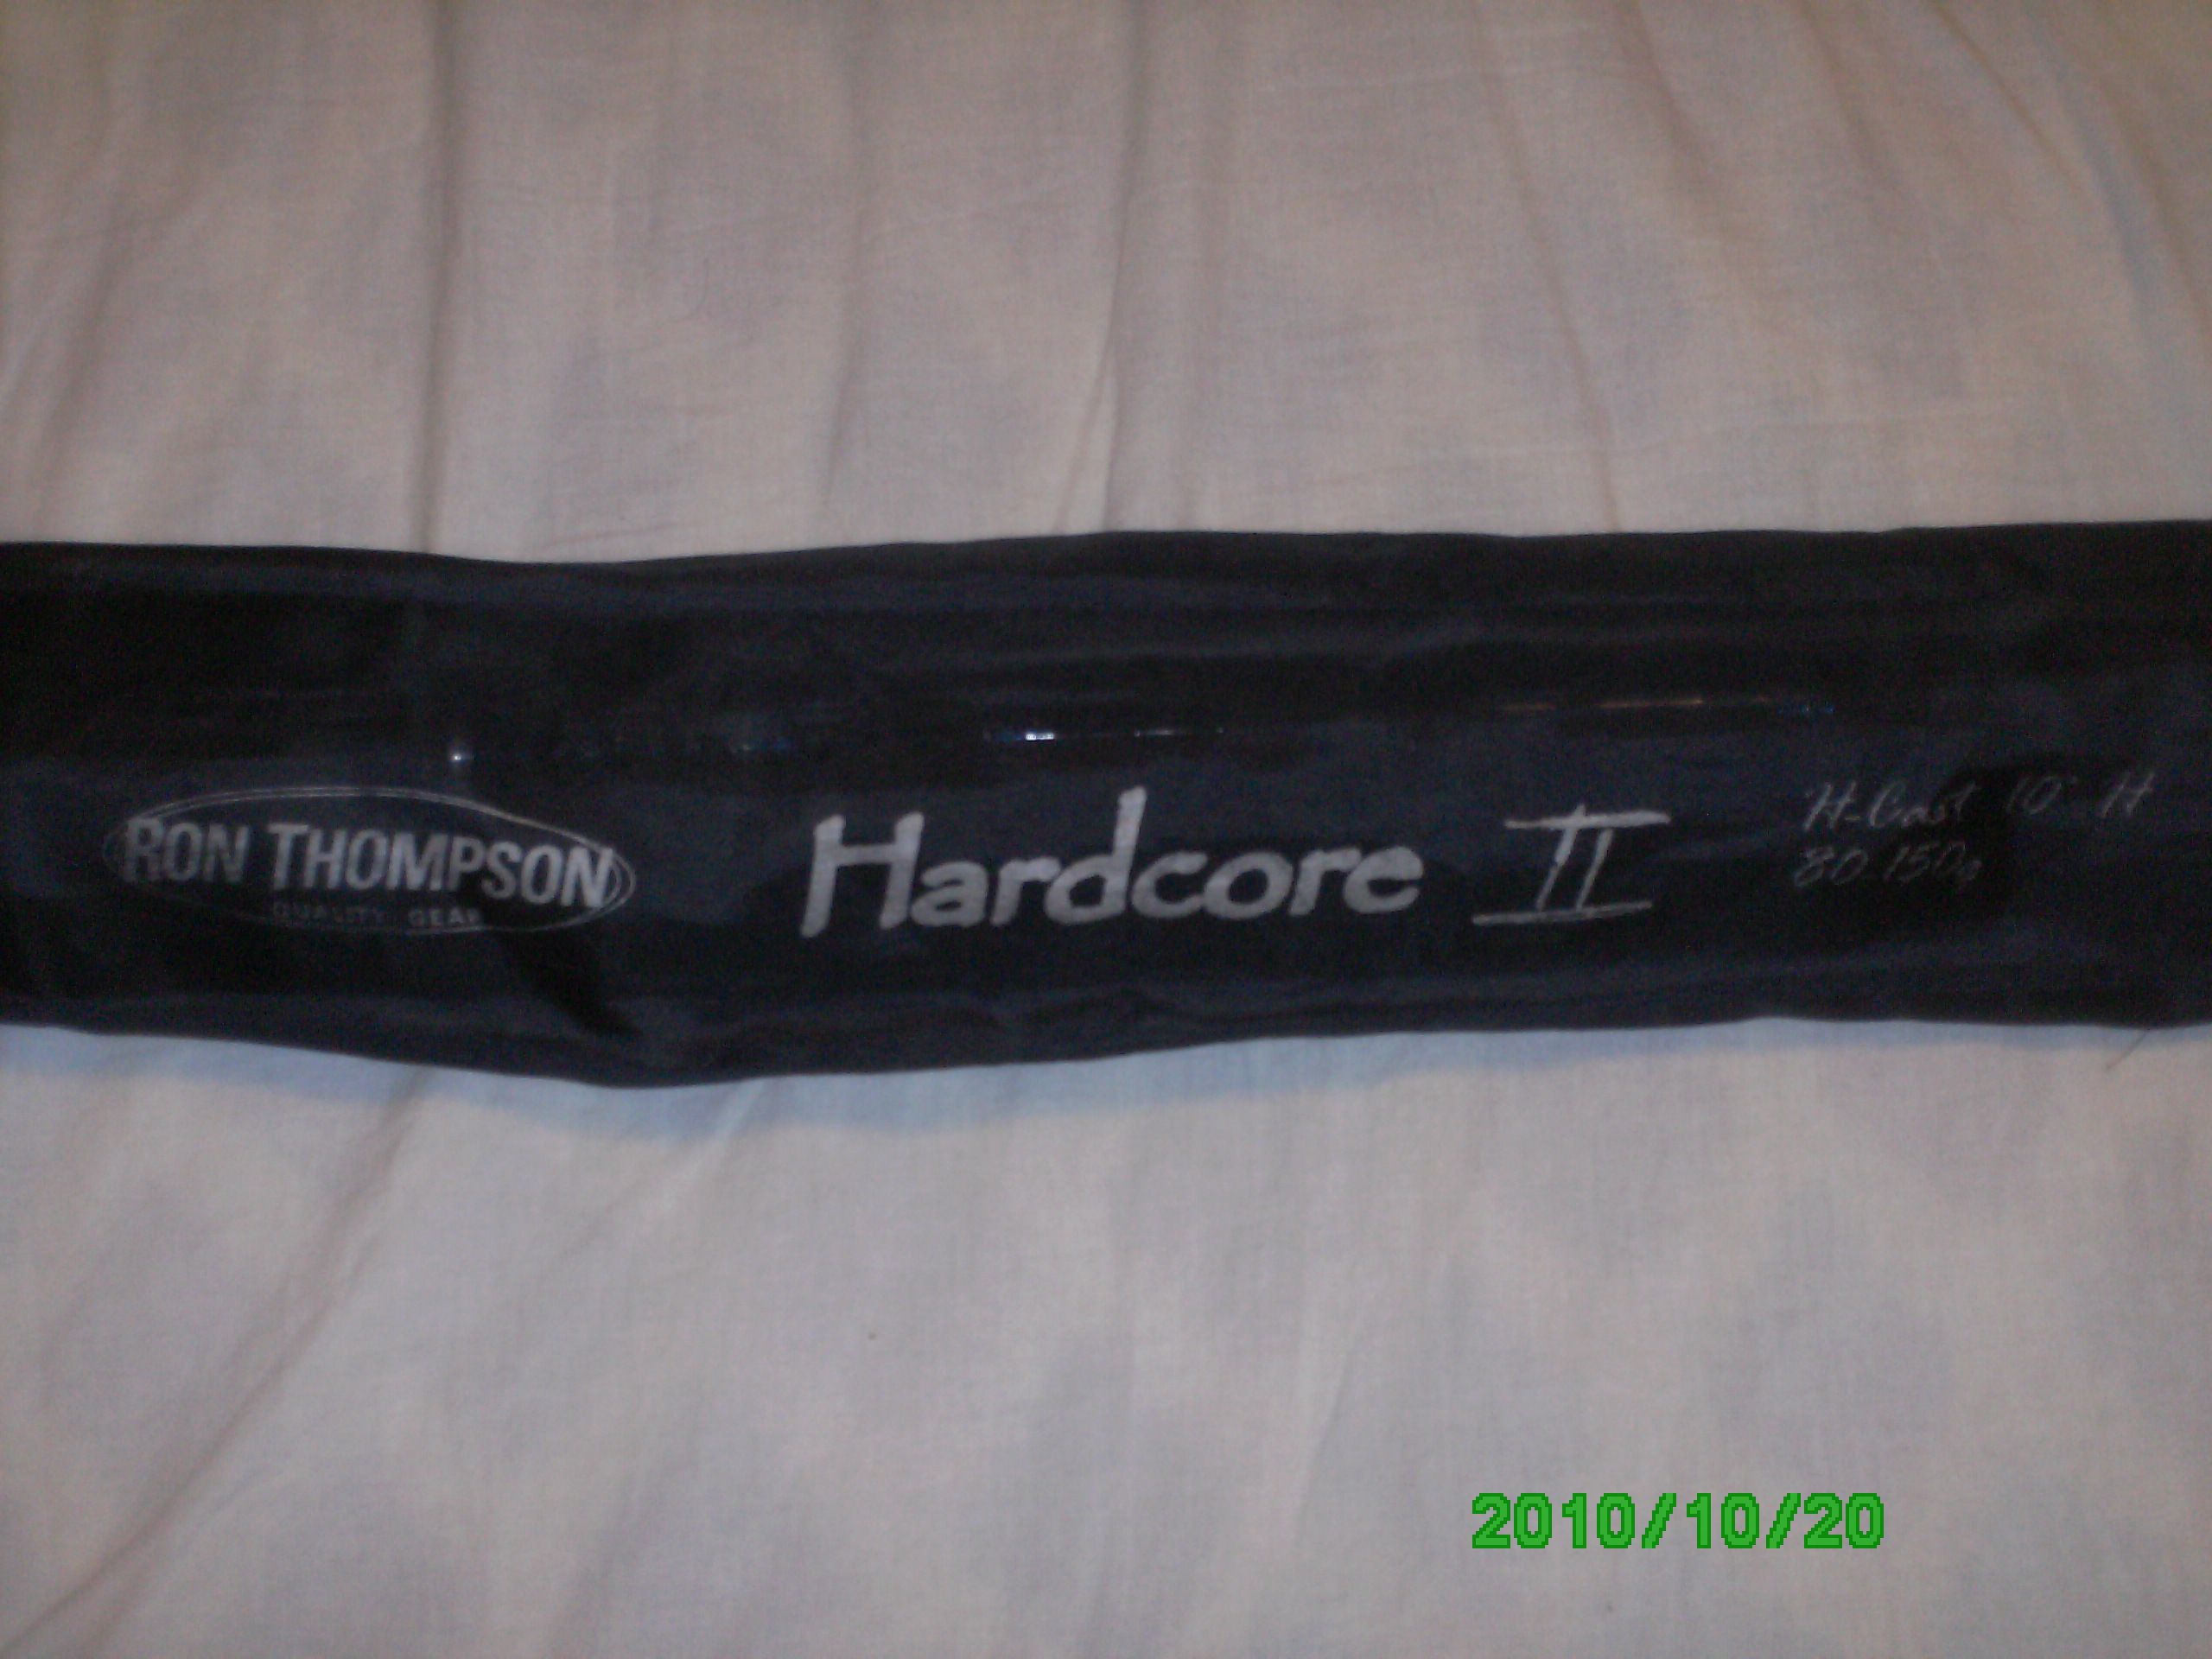 RON THOMPSON
QUALITY GEAR
Hardcore II
H-Cast 10' H
80-150g
2010/10/20